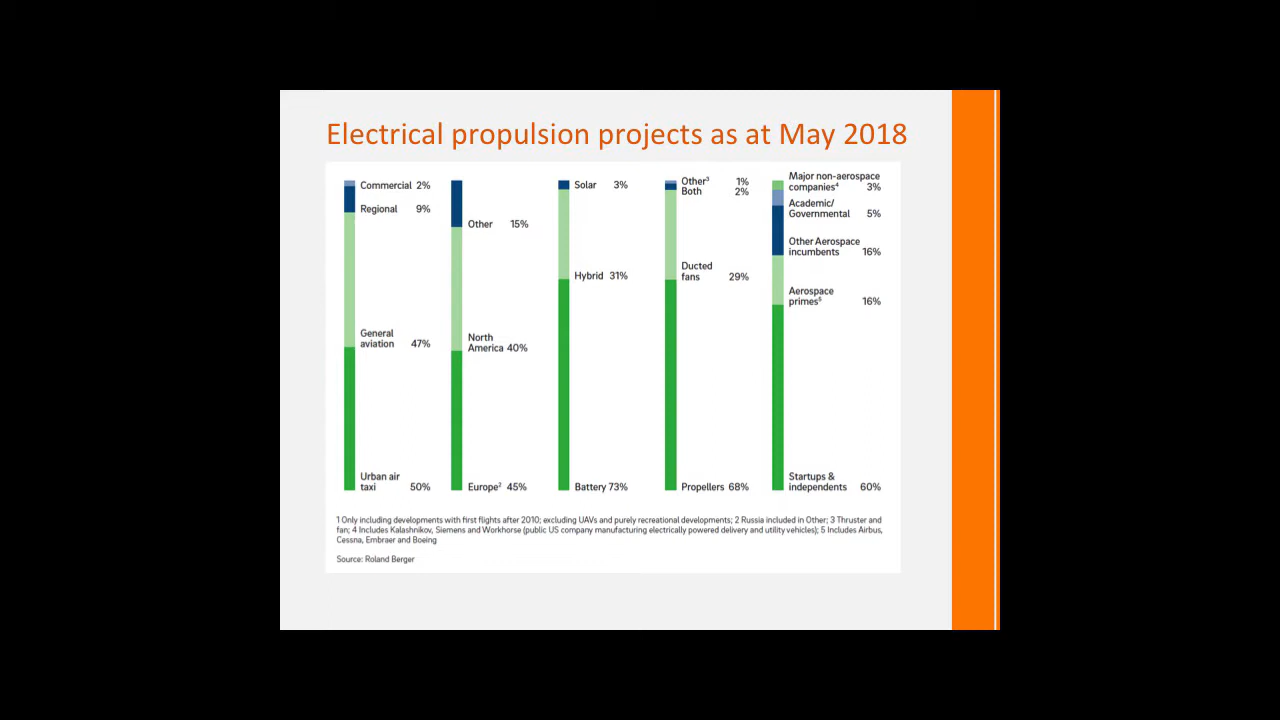 Electrical propulsion projects as at May 2018
Commercial 2%
Regional 9%
General
aviation 47%
Urban air
taxi 50%
Other 15%
North
America 40%
Europe² 45%
Solar 3%
Hybrid 31%
Battery 73%
Other³ 1%
Both 2%
Ducted
fans 29%
Propellers 68%
Major non-aerospace
companies⁴ 3%
Academic/
Governmental 5%
Other Aerospace
incumbents 16%
Aerospace
primes⁵ 16%
Startups &
independents 60%
1 Only including developments with first flights after 2010; excluding UAVs and purely recreational developments; 2 Russia included in Other; 3 Thruster and
fan; 4 Includes Kalashnikov, Siemens and Workhorse (public US company manufacturing electrically powered delivery and utility vehicles); 5 Includes Airbus,
Cessna, Embraer and Boeing
Source: Roland Berger